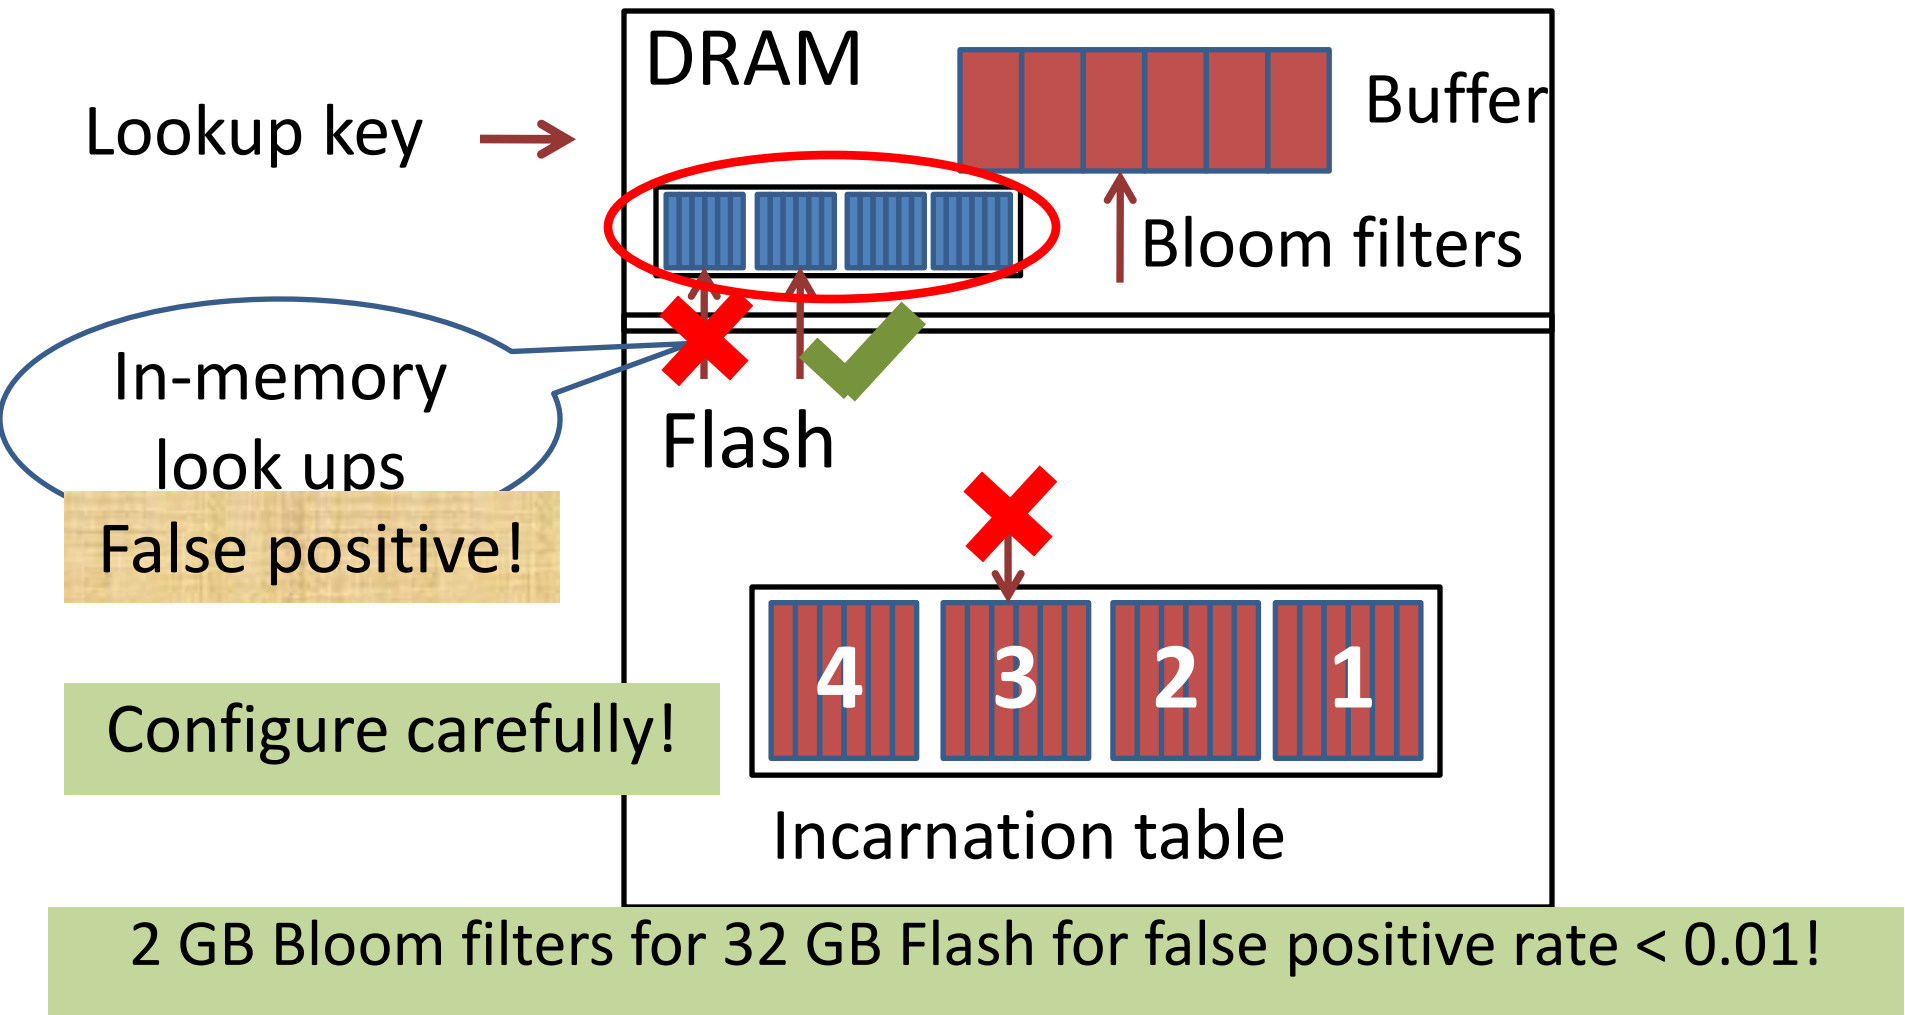 DRAM
Buffer
Lookup key
Bloom filters
In-memory
look ups
Flash
False positive!
4 3 2 1
Configure carefully!
Incarnation table
2 GB Bloom filters for 32 GB Flash for false positive rate < 0.01!